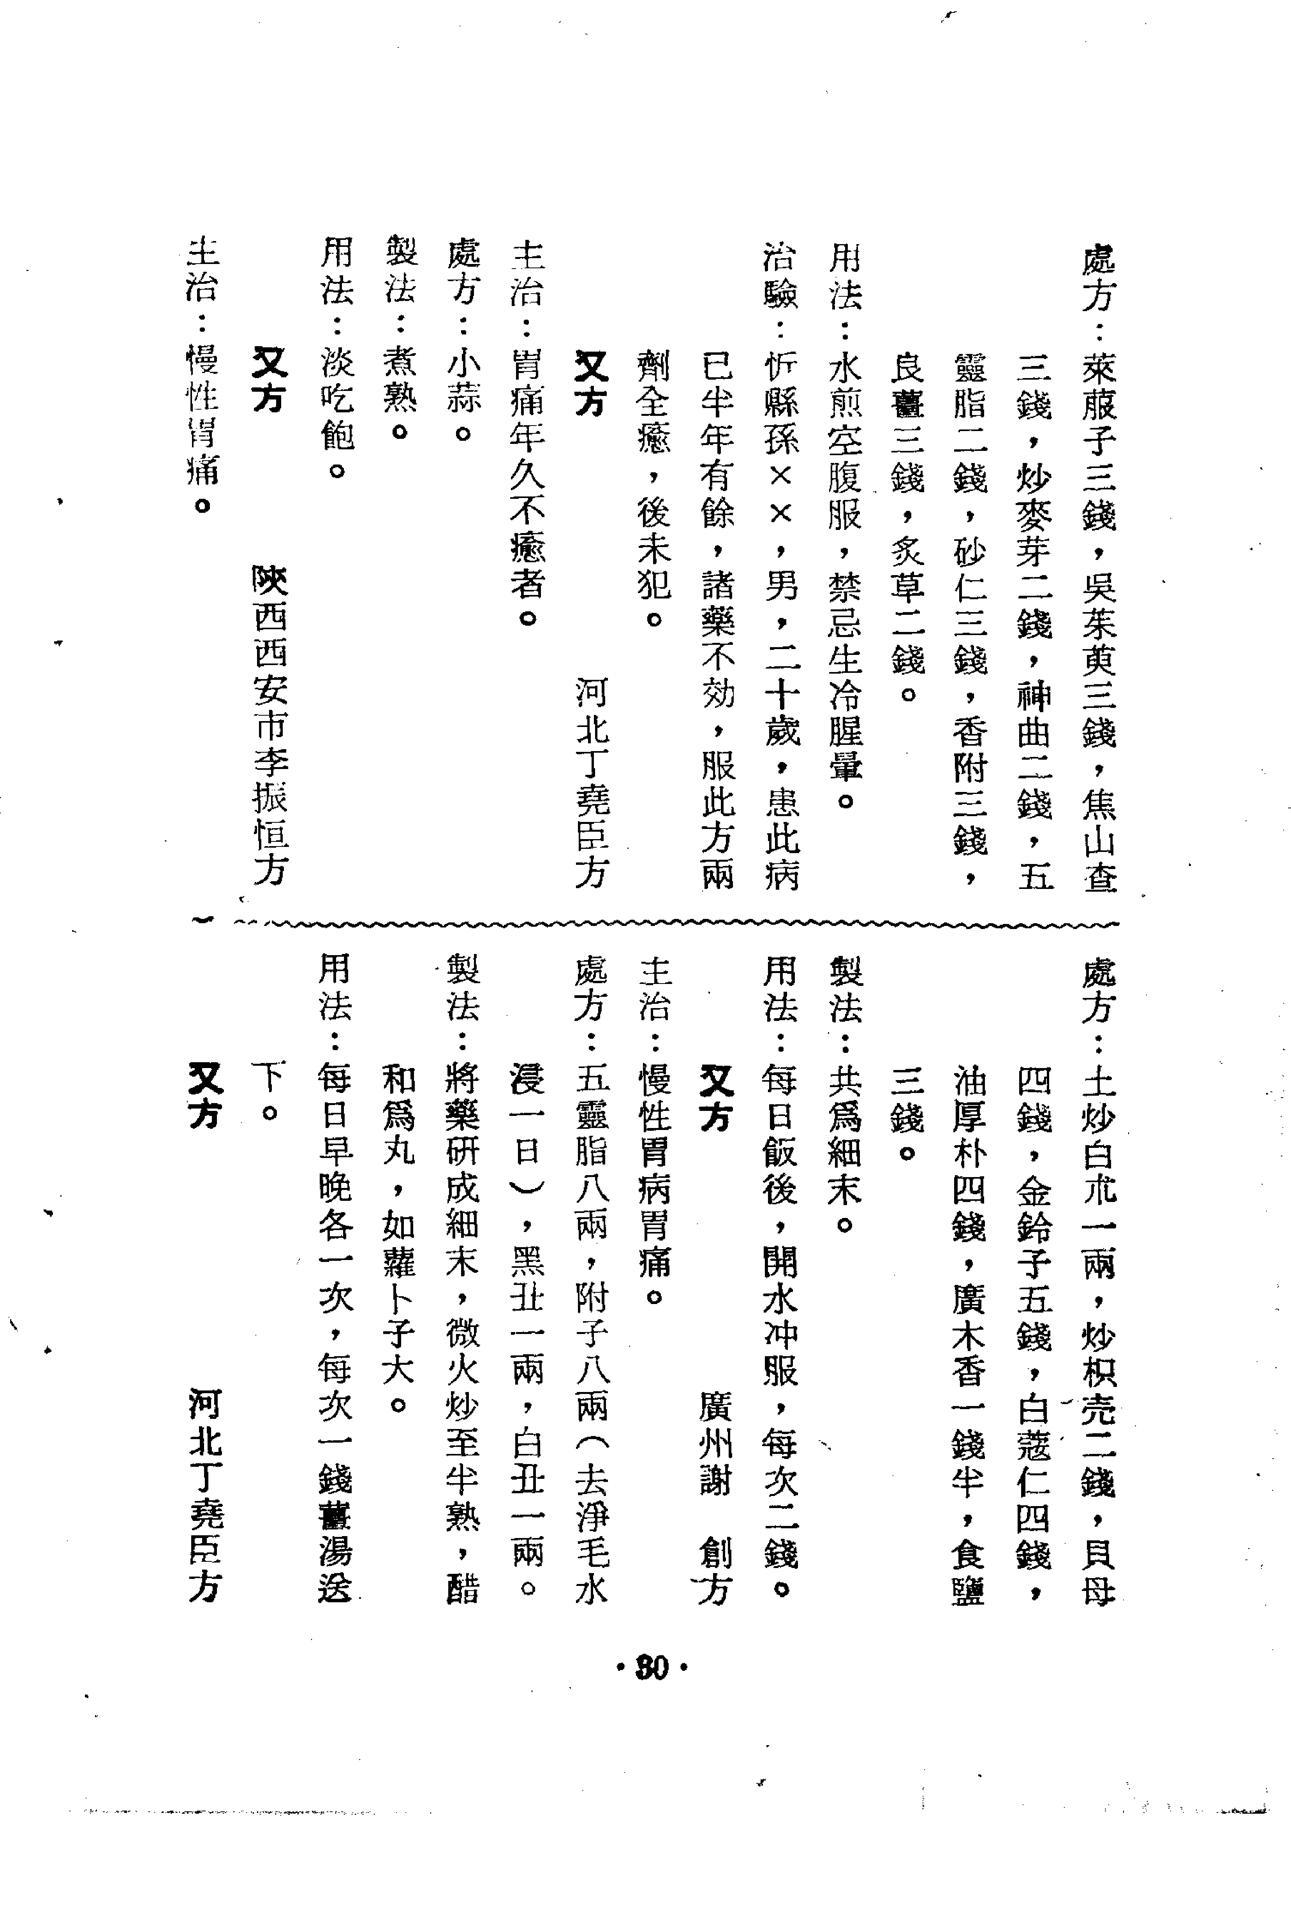 處方：萊菔子三錢，吳茱萸三錢，焦山查
三錢，炒麥芽二錢，神曲二錢，五
靈脂二錢，砂仁三錢，香附三錢，
良薑三錢，炙草二錢。
用法：水煎空腹服，禁忌生冷腥暈。
治驗：忻縣孫××，男，二十歲，患此病
已半年有餘，諸藥不効，服此方兩
劑全癒，後未犯。
又方　河北丁堯臣方
主治：胃痛年久不癒者。
處方：小蒜。
製法：煮熟。
用法：淡吃飽。
又方　陝西西安市李振恒方
主治：慢性胃痛。
處方：土炒白朮一兩，炒枳壳二錢，貝母
四錢，金鈴子五錢，白蔻仁四錢，
油厚朴四錢，廣木香一錢半，食鹽
三錢。
製法：共爲細末。
用法：每日飯後，開水冲服，每次二錢。
又方　廣州謝　創方
主治：慢性胃病胃痛。
處方：五靈脂八兩，附子八兩（去淨毛水
浸一日），黑丑一兩，白丑一兩。
製法：將藥研成細末，微火炒至半熟，醋
和爲丸，如蘿卜子大。
用法：每日早晚各一次，每次一錢薑湯送
下。
又方　河北丁堯臣方
·30·